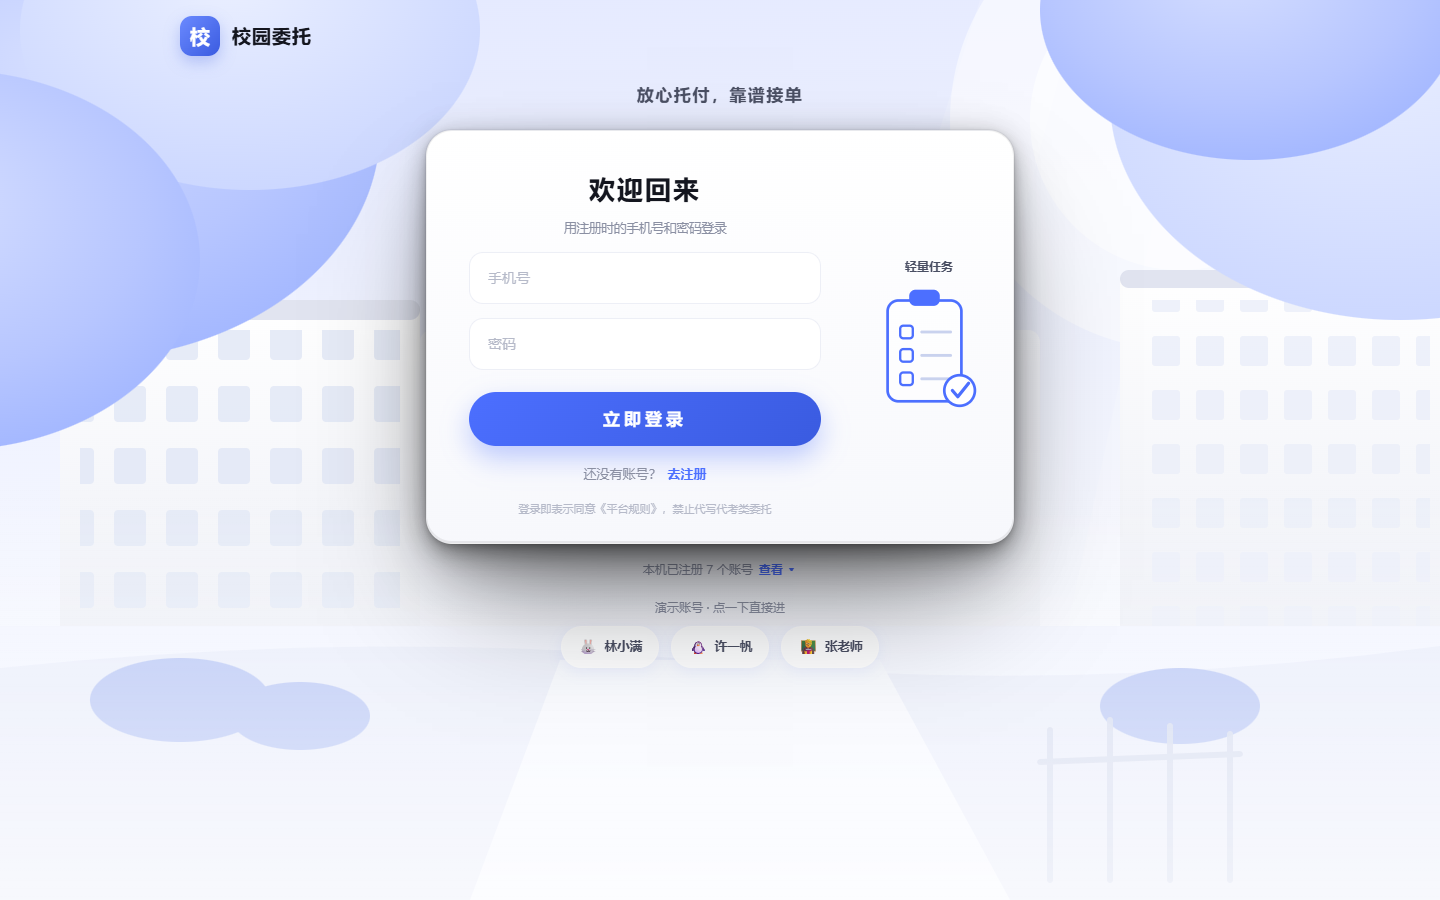 校 校园委托
放心托付，靠谱接单
欢迎回来
用注册时的手机号和密码登录
手机号
密码
立即登录
还没有账号？ 去注册
登录即表示同意《平台规则》，禁止代写代考类委托
轻量任务
本机已注册 7 个账号 查看
演示账号 · 点一下直接进
林小满 许一帆 张老师